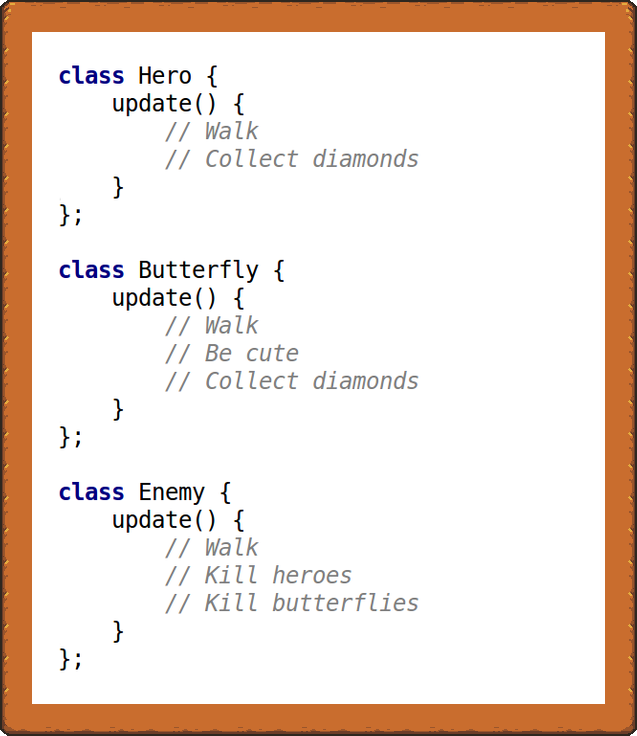 class Hero {
    update() {
        // Walk
        // Collect diamonds
    }
};

class Butterfly {
    update() {
        // Walk
        // Be cute
        // Collect diamonds
    }
};

class Enemy {
    update() {
        // Walk
        // Kill heroes
        // Kill butterflies
    }
};